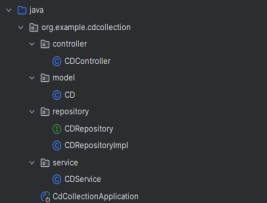 java
org.example.cdcollection
controller
CDController
model
CD
repository
CDRepository
CDRepositoryImpl
service
CDService
CdCollectionApplication